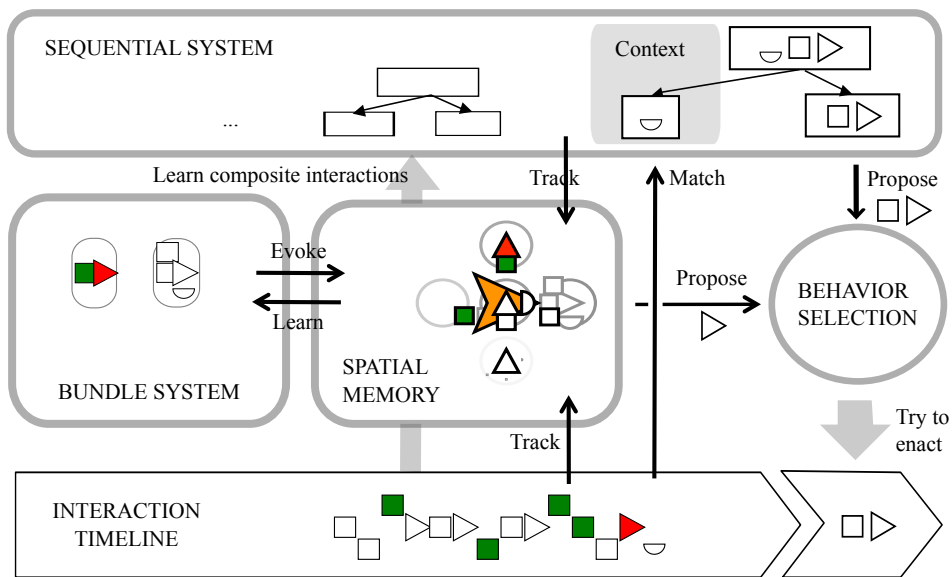 SEQUENTIAL SYSTEM
Context
...
Learn composite interactions
Track
Match
Propose
Evoke
Learn
Propose
BEHAVIOR
SELECTION
BUNDLE SYSTEM
SPATIAL
MEMORY
Track
Try to
enact
INTERACTION
TIMELINE